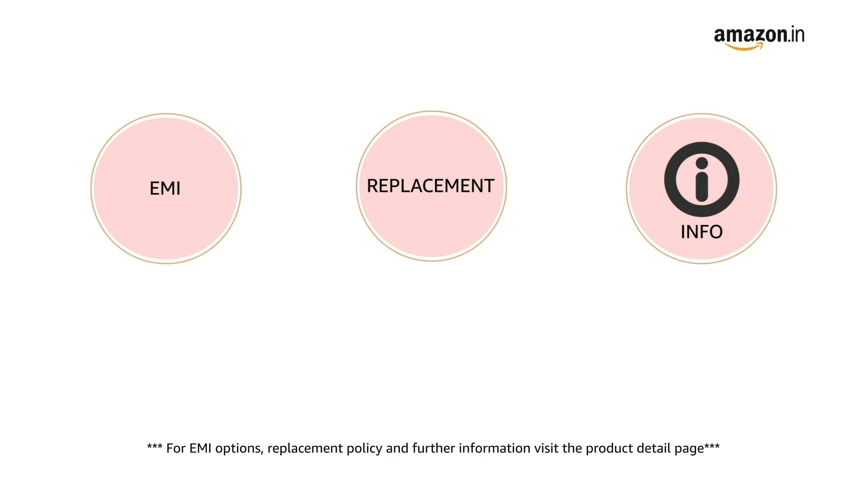 amazon.in
EMI
REPLACEMENT
INFO
*** For EMI options, replacement policy and further information visit the product detail page***